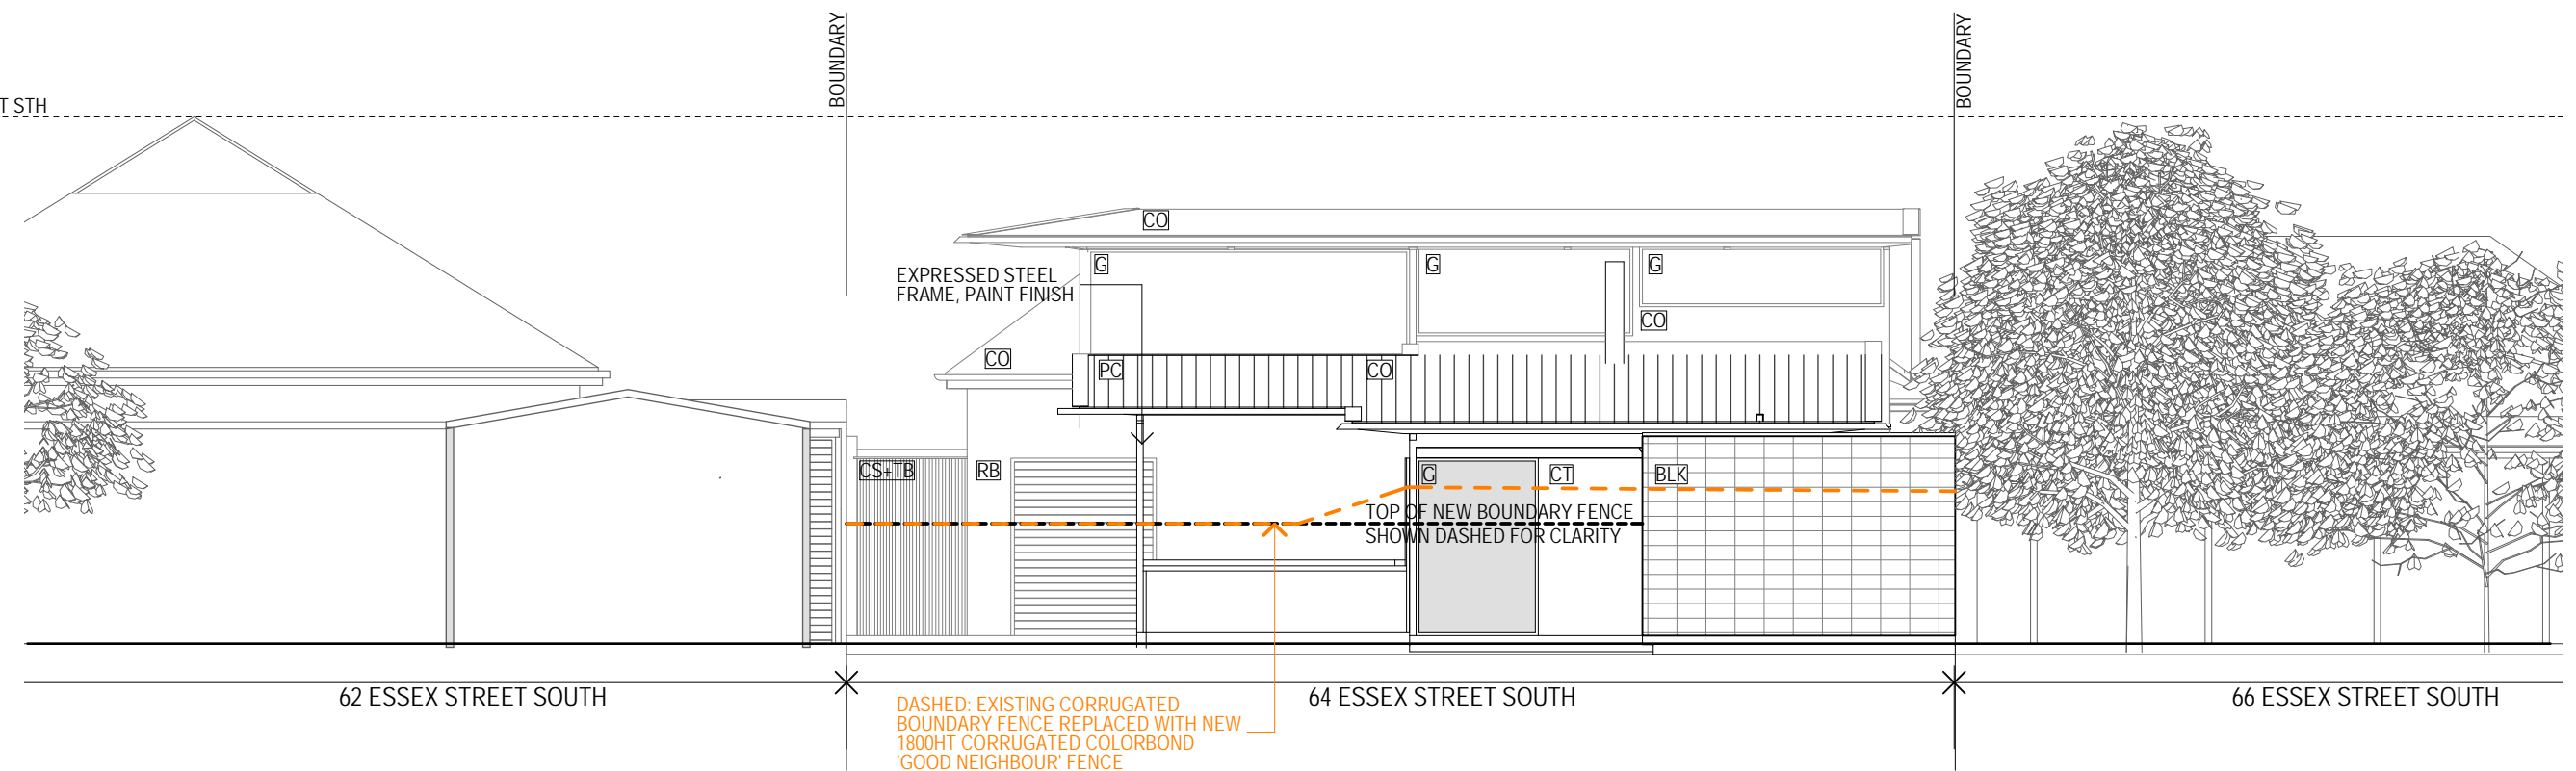 BOUNDARY
BOUNDARY
T STH
CO
G
G
G
EXPRESSED STEEL
FRAME, PAINT FINISH
CO
CO
PC
CO
CS+TB
RB
G
CT
BLK
TOP OF NEW BOUNDARY FENCE
SHOWN DASHED FOR CLARITY
62 ESSEX STREET SOUTH
64 ESSEX STREET SOUTH
66 ESSEX STREET SOUTH
DASHED: EXISTING CORRUGATED
BOUNDARY FENCE REPLACED WITH NEW
1800HT CORRUGATED COLORBOND
'GOOD NEIGHBOUR' FENCE